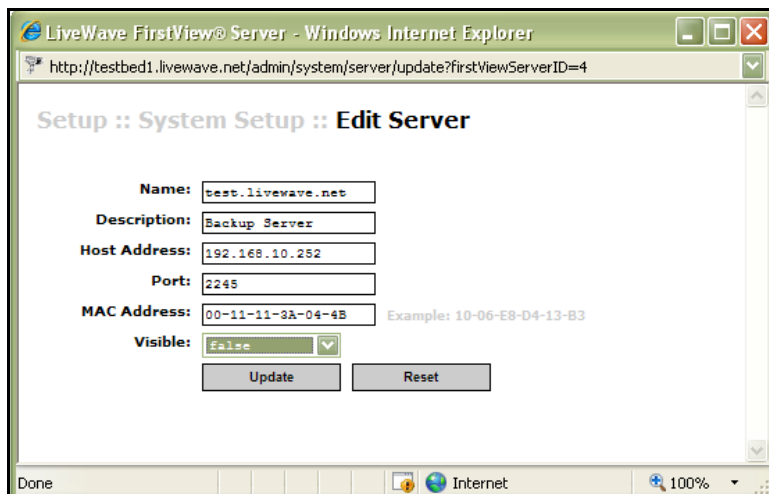 LiveWave FirstView® Server - Windows Internet Explorer
http://testbed1.livewave.net/admin/system/server/update?firstViewServerID=4
Setup :: System Setup :: Edit Server
Name: test.livewave.net
Description: Backup Server
Host Address: 192.168.10.252
Port: 2245
MAC Address: 00-11-11-3A-04-4B Example: 10-06-E8-D4-13-B3
Visible: false
Update Reset
Done Internet 100%